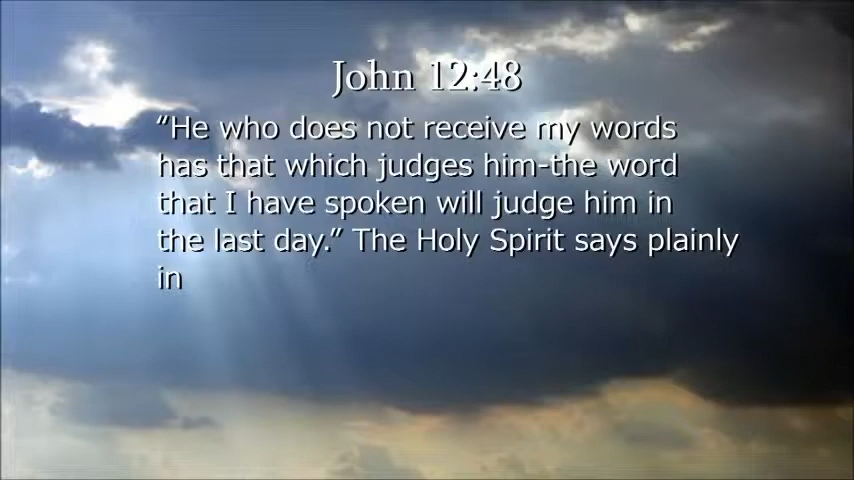 John 12:48
“He who does not receive my words
has that which judges him-the word
that I have spoken will judge him in
the last day.” The Holy Spirit says plainly
in